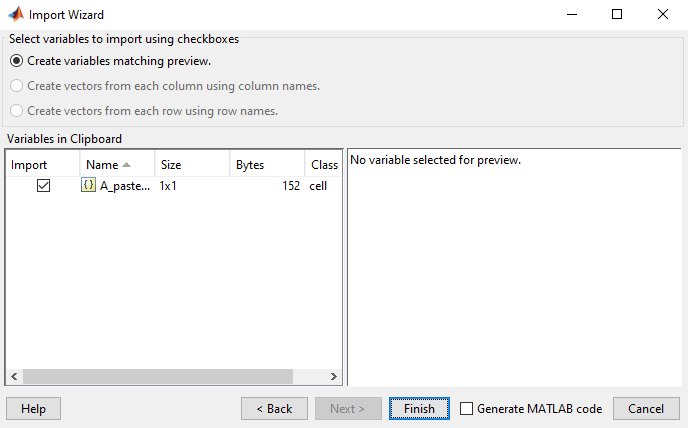 Import Wizard
Select variables to import using checkboxes
Create variables matching preview.
Create vectors from each column using column names.
Create vectors from each row using row names.
Variables in Clipboard
Import Name Size Bytes Class
{} A_paste... 1x1 152 cell
No variable selected for preview.
Help < Back Next > Finish Generate MATLAB code Cancel